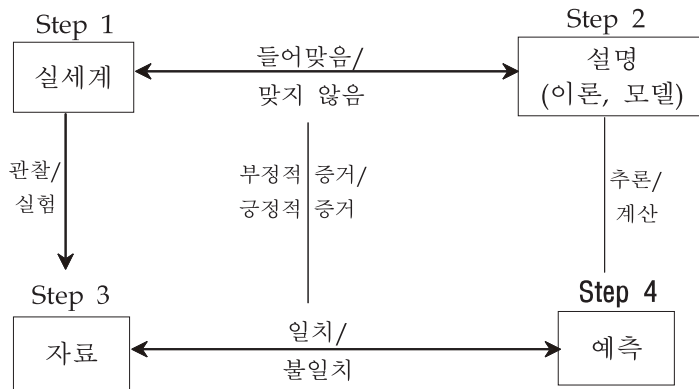 Step 1
실세계
들어맞음/
맞지 않음
Step 2
설명
(이론, 모델)
관찰/
실험
부정적 증거/
긍정적 증거
추론/
계산
Step 3
자료
일치/
불일치
Step 4
예측